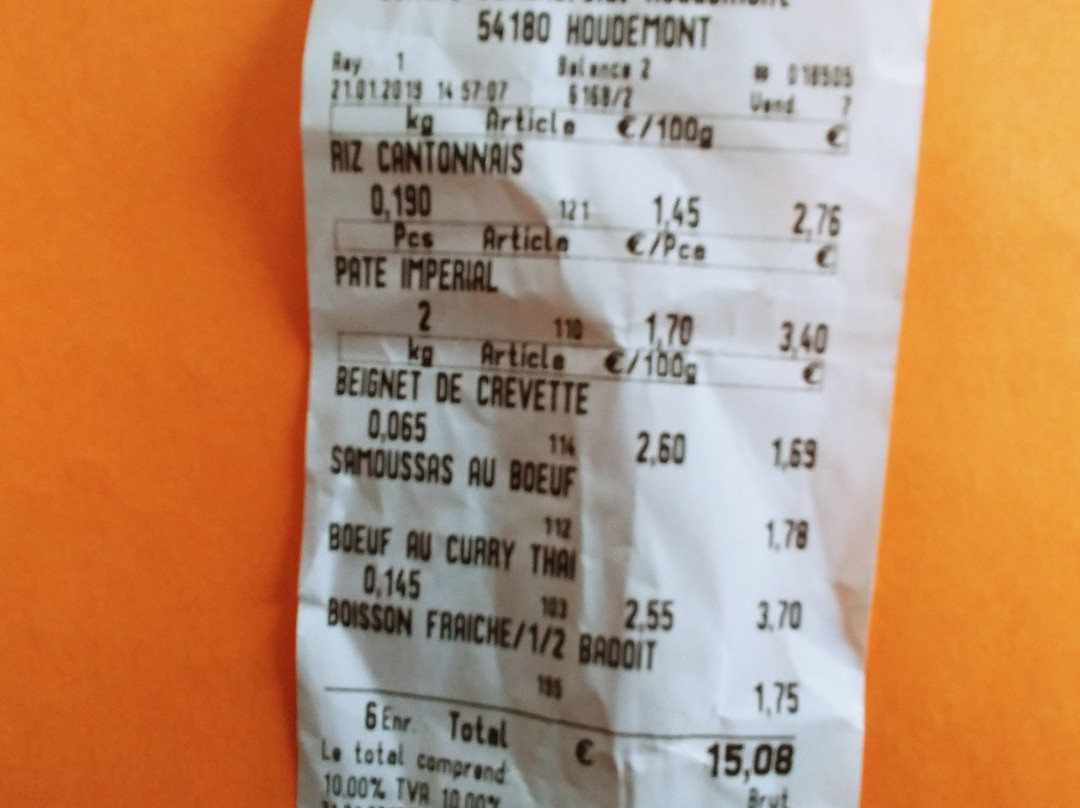 54180 HOUDEMONT
Ray 1 Balance 2 018505
21.01.2019 14 57:07 6168/2 Vend. 7
kg Article €/100g €
RIZ CANTONNAIS
0,190 121 1,45 2,76
Pcs Article €/Pce €
PATE IMPERIAL
2 110 1,70 3,40
kg Article €/100g €
BEIGNET DE CREVETTE
0,065 114 2,60 1,69
SAMOUSSAS AU BOEUF
112 1,78
BOEUF AU CURRY THAI
0,145 103 2,55 3,70
BOISSON FRAICHE/1/2 BADOIT
1,75
6 Enr. Total € 15,08
Le total comprend Brut
10.00% TVA 10.00%